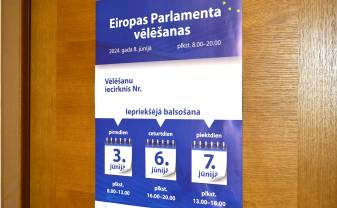 Eiropas Parlamenta
vēlēšanas
2024. gada 8. jūnijā plkst. 8.00–20.00
Vēlēšanu
iecirknis Nr.
Iepriekšējā balsošana
pirmdien ceturtdien piektdien
3. 6. 7.
jūnijā jūnijā jūnijā
plkst. plkst. plkst.
8.00-13.00 16.00-20.00 13.00-18.00